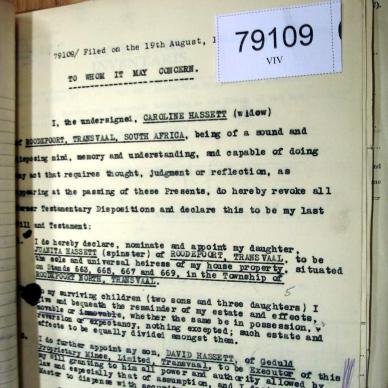 79109
VIV
79109/ Filed on the 19th August, 1
TO WHOM IT MAY CONCERN.
I, the undersigned, CAROLINE HASSETT (widow)
of ROODEPOORT, TRANSVAAL, SOUTH AFRICA, being of a sound and
disposing mind, memory and understanding, and capable of doing
any act that requires thought, judgment or reflection, as
appearing at the passing of these Presents, do hereby revoke all
former Testamentary Dispositions and declare this to be my last
Will and Testament:
I do hereby declare, nominate and appoint my daughter,
JUANITA HASSETT (spinster) of ROODEPOORT, TRANSVAAL, to be
the sole and universal heiress of my house property, situated
on Stands 663, 665, 667 and 669, in the Township of
ROODEPOORT NORTH, TRANSVAAL.
5
my surviving children (two sons and three daughters) I
give and bequeath the remainder of my estate and effects,
movable or immovable, whether the same be in possession,
reversion or expectancy, nothing excepted; such estate and
effects to be equally divided amongst them.
I do further appoint my son, DAVID HASSETT, of Geduld
Proprietary Mines, Limited, Transvaal, to be Executor of this
my Will granting to him all power and authority allowed
law and especially that of assumption, and
to dispense with